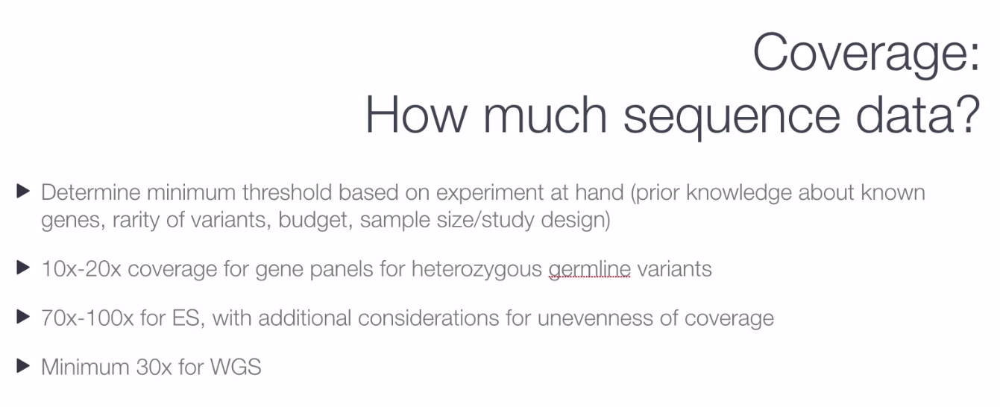 Coverage:
How much sequence data?
▶ Determine minimum threshold based on experiment at hand (prior knowledge about known
genes, rarity of variants, budget, sample size/study design)
▶ 10x-20x coverage for gene panels for heterozygous germline variants
▶ 70x-100x for ES, with additional considerations for unevenness of coverage
▶ Minimum 30x for WGS